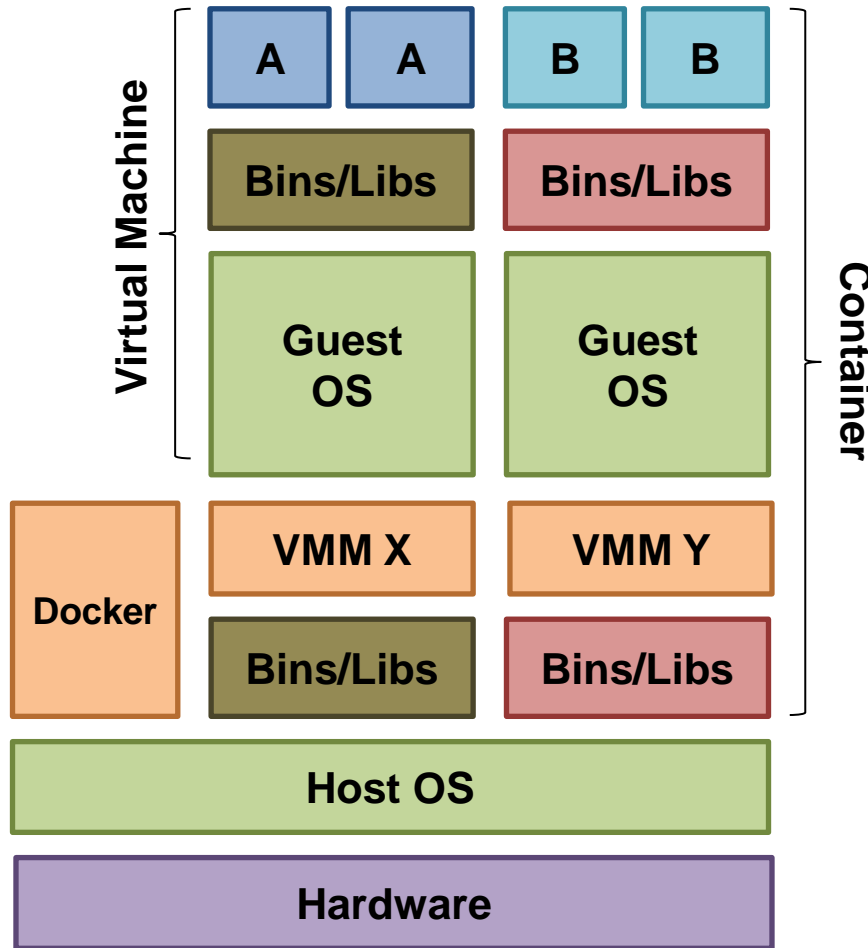 A A B B
Virtual Machine
Bins/Libs Bins/Libs
Guest Guest
OS OS
Container
VMM X VMM Y
Docker
Bins/Libs Bins/Libs
Host OS
Hardware